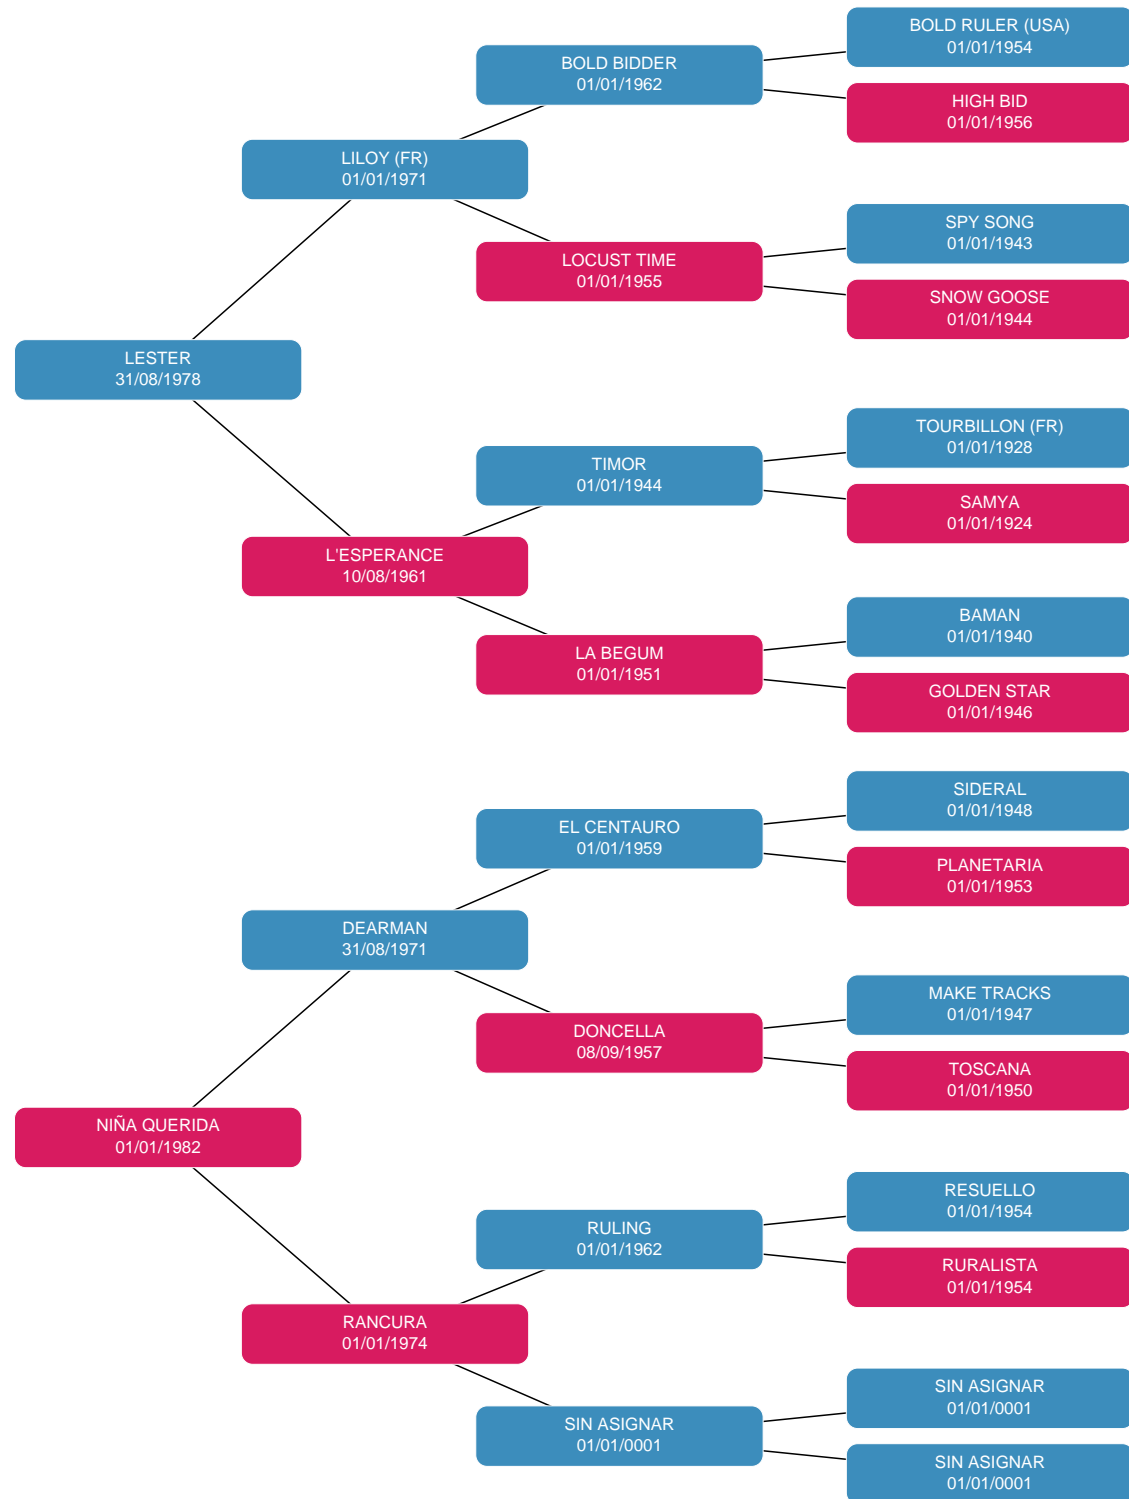 BOLD RULER (USA)
01/01/1954
BOLD BIDDER
01/01/1962
HIGH BID
01/01/1956
LILOY (FR)
01/01/1971
SPY SONG
01/01/1943
LOCUST TIME
01/01/1955
SNOW GOOSE
01/01/1944
LESTER
31/08/1978
TOURBILLON (FR)
01/01/1928
TIMOR
01/01/1944
SAMYA
01/01/1924
L'ESPERANCE
10/08/1961
BAMAN
01/01/1940
LA BEGUM
01/01/1951
GOLDEN STAR
01/01/1946
SIDERAL
01/01/1948
EL CENTAURO
01/01/1959
PLANETARIA
01/01/1953
DEARMAN
31/08/1971
MAKE TRACKS
01/01/1947
DONCELLA
08/09/1957
TOSCANA
01/01/1950
NIÑA QUERIDA
01/01/1982
RESUELLO
01/01/1954
RULING
01/01/1962
RURALISTA
01/01/1954
RANCURA
01/01/1974
SIN ASIGNAR
01/01/0001
SIN ASIGNAR
01/01/0001
SIN ASIGNAR
01/01/0001